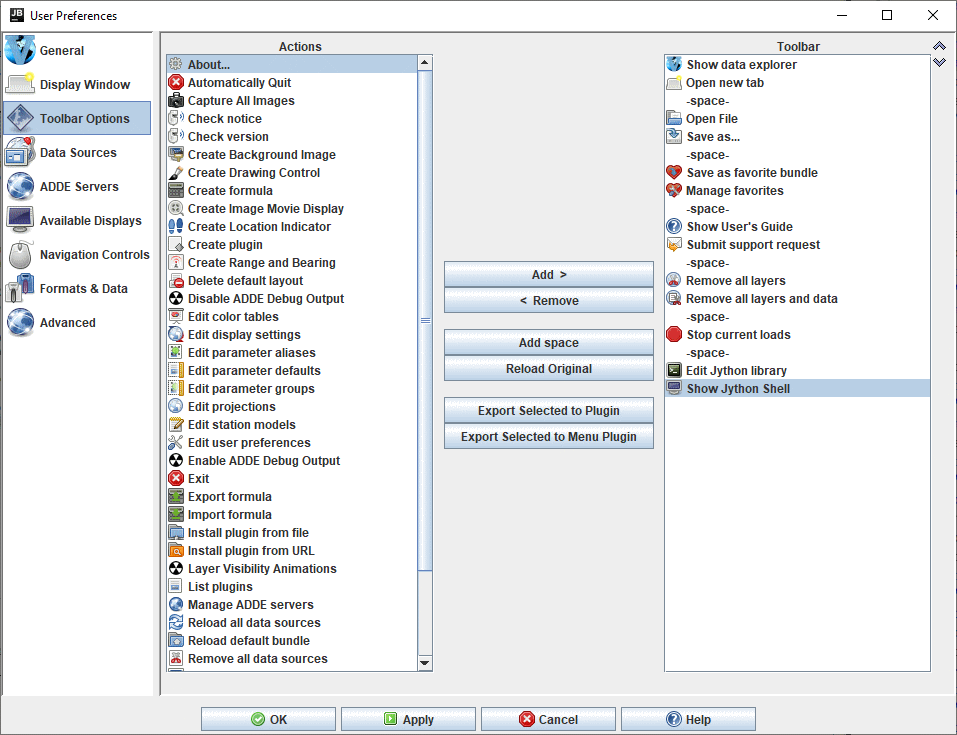 JB
User Preferences
General
Display Window
Toolbar Options
Data Sources
ADDE Servers
Available Displays
Navigation Controls
Formats & Data
Advanced
Actions
About...
Automatically Quit
Capture All Images
Check notice
Check version
Create Background Image
Create Drawing Control
Create formula
Create Image Movie Display
Create Location Indicator
Create plugin
Create Range and Bearing
Delete default layout
Disable ADDE Debug Output
Edit color tables
Edit display settings
Edit parameter aliases
Edit parameter defaults
Edit parameter groups
Edit projections
Edit station models
Edit user preferences
Enable ADDE Debug Output
Exit
Export formula
Import formula
Install plugin from file
Install plugin from URL
Layer Visibility Animations
List plugins
Manage ADDE servers
Reload all data sources
Reload default bundle
Remove all data sources
Add >
< Remove
Add space
Reload Original
Export Selected to Plugin
Export Selected to Menu Plugin
Toolbar
Show data explorer
Open new tab
-space-
Open File
Save as...
-space-
Save as favorite bundle
Manage favorites
-space-
Show User's Guide
Submit support request
-space-
Remove all layers
Remove all layers and data
-space-
Stop current loads
-space-
Edit Jython library
Show Jython Shell
OK
Apply
Cancel
Help